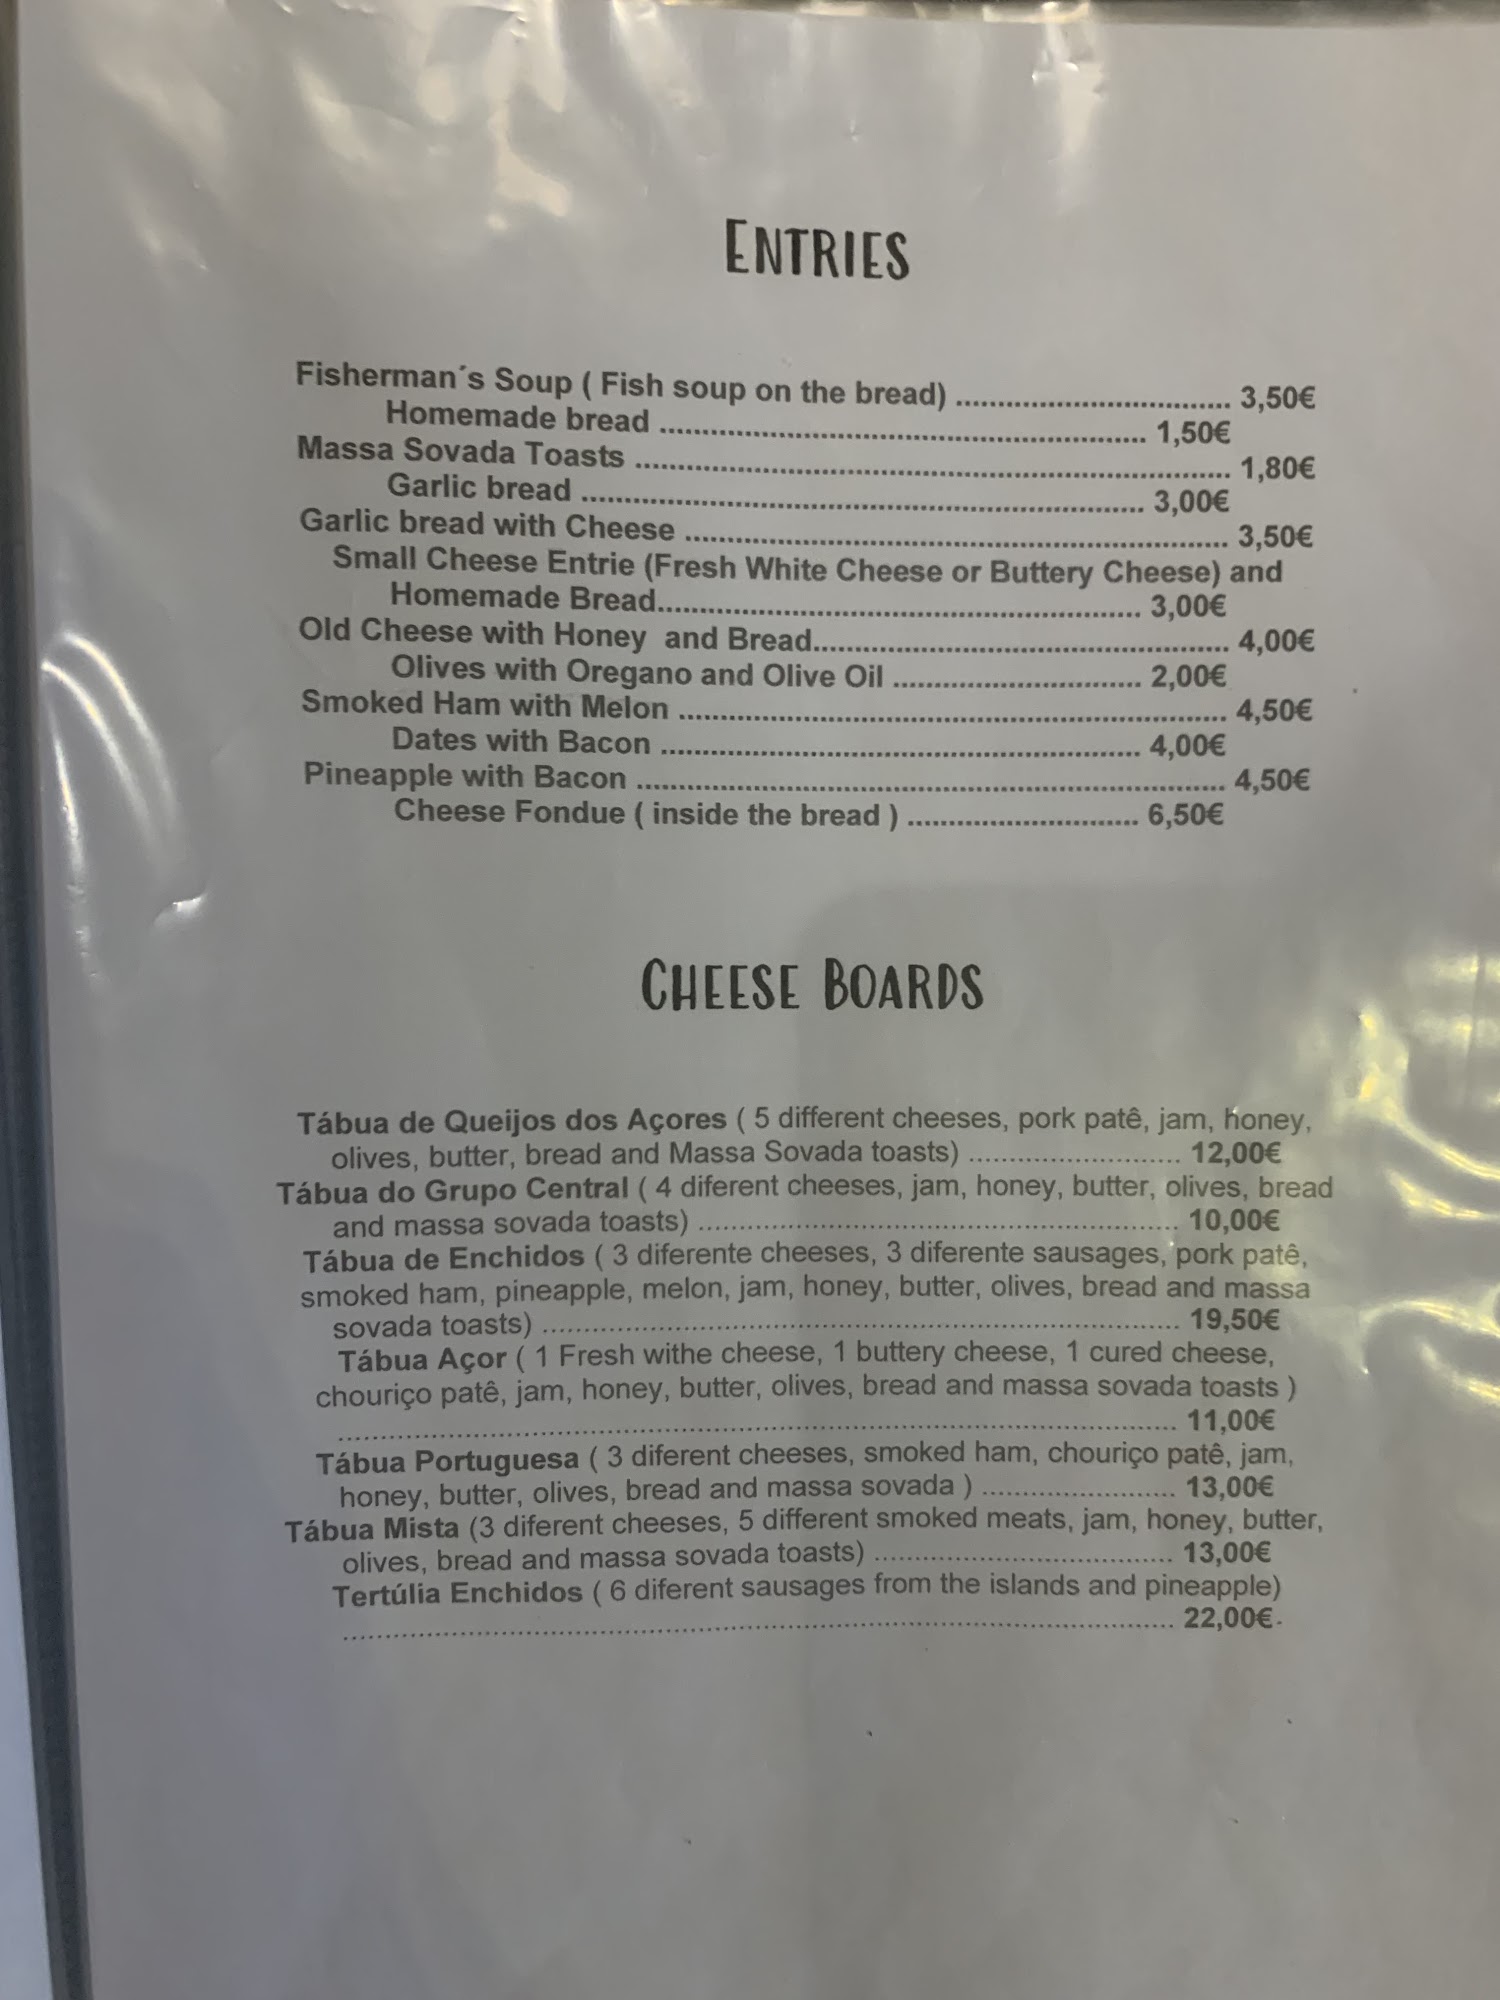 ENTRIES
Fisherman´s Soup ( Fish soup on the bread) ................................. 3,50€
Homemade bread .......................................................... 1,50€
Massa Sovada Toasts ....................................................................... 1,80€
Garlic bread .................................................................... 3,00€
Garlic bread with Cheese ................................................................. 3,50€
Small Cheese Entrie (Fresh White Cheese or Buttery Cheese) and
Homemade Bread.......................................................... 3,00€
Old Cheese with Honey and Bread.................................................. 4,00€
Olives with Oregano and Olive Oil .............................. 2,00€
Smoked Ham with Melon .................................................................. 4,50€
Dates with Bacon .......................................................... 4,00€
Pineapple with Bacon ....................................................................... 4,50€
Cheese Fondue ( inside the bread ) ............................ 6,50€
CHEESE BOARDS
Tábua de Queijos dos Açores ( 5 different cheeses, pork patê, jam, honey,
olives, butter, bread and Massa Sovada toasts) .......................... 12,00€
Tábua do Grupo Central ( 4 diferent cheeses, jam, honey, butter, olives, bread
and massa sovada toasts) .......................................................... 10,00€
Tábua de Enchidos ( 3 diferente cheeses, 3 diferente sausages, pork patê,
smoked ham, pineapple, melon, jam, honey, butter, olives, bread and massa
sovada toasts) .............................................................................. 19,50€
Tábua Açor ( 1 Fresh withe cheese, 1 buttery cheese, 1 cured cheese,
chouriço patê, jam, honey, butter, olives, bread and massa sovada toasts )
...................................................................................................... 11,00€
Tábua Portuguesa ( 3 diferent cheeses, smoked ham, chouriço patê, jam,
honey, butter, olives, bread and massa sovada ) ........................ 13,00€
Tábua Mista (3 diferent cheeses, 5 different smoked meats, jam, honey, butter,
olives, bread and massa sovada toasts) .................................... 13,00€
Tertúlia Enchidos ( 6 diferent sausages from the islands and pineapple)
...................................................................................................... 22,00€.